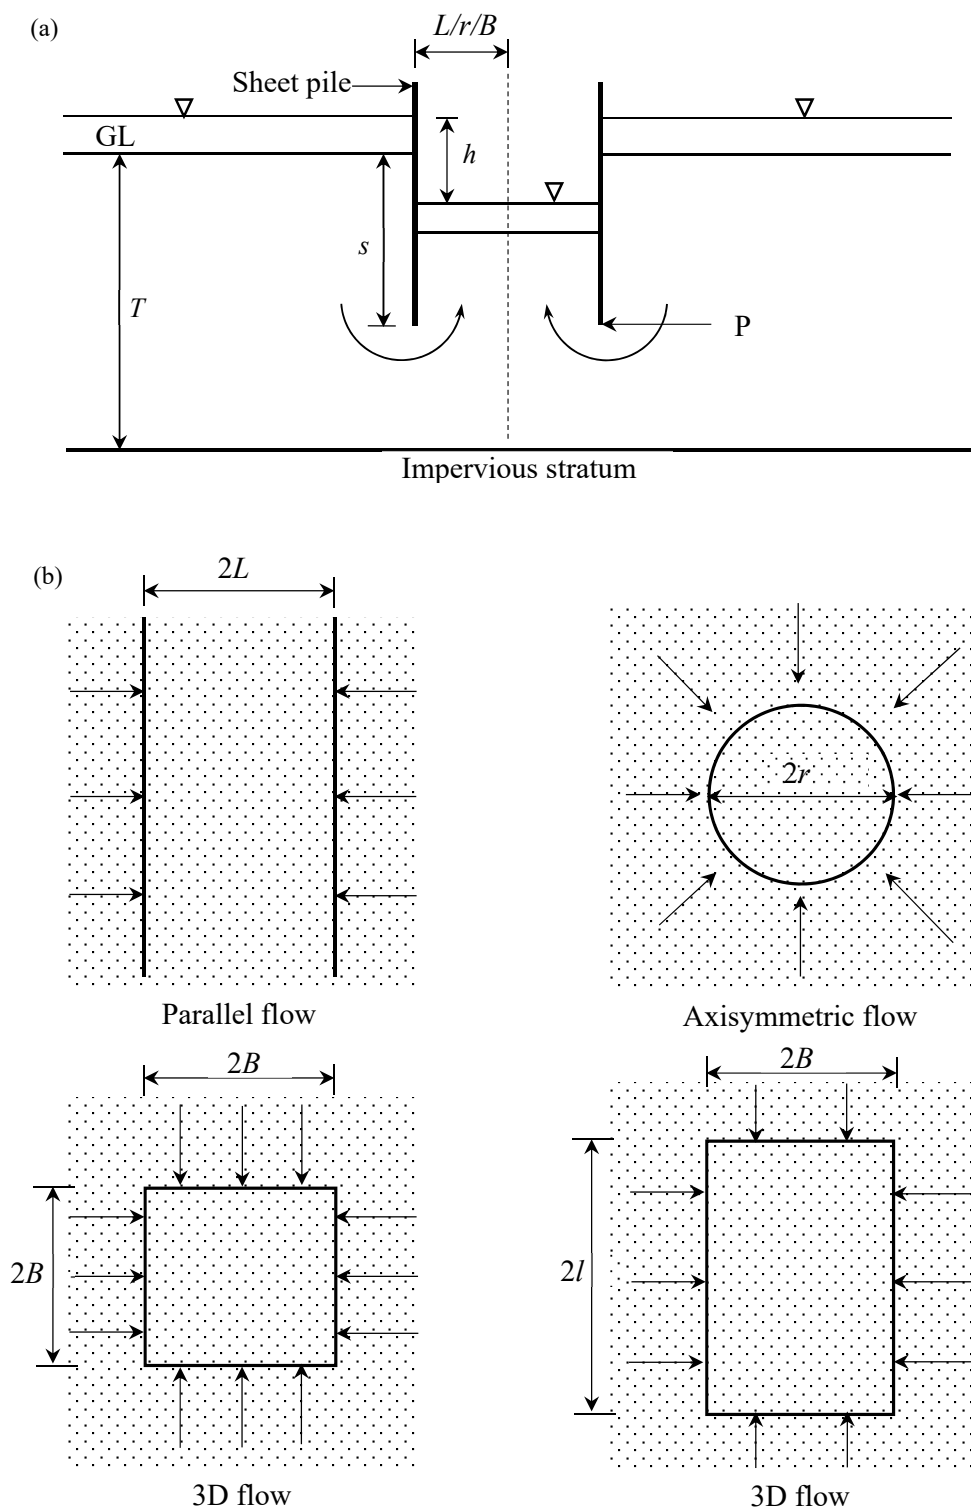 (a)
L/r/B
Sheet pile
GL
h
s
T
P
Impervious stratum
(b)
2L
2r
Parallel flow
Axisymmetric flow
2B
2B
2B
2l
3D flow
3D flow